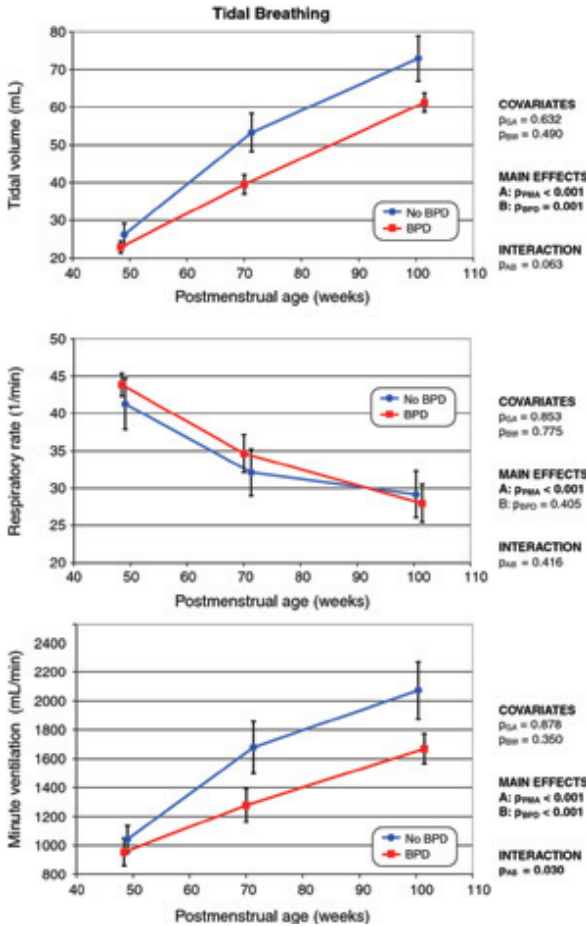 Tidal Breathing
Tidal volume (mL)
80
70
60
50
40
30
20
No BPD
BPD
40 50 60 70 80 90 100 110
Postmenstrual age (weeks)
COVARIATES
pGA = 0.632
pBW = 0.490
MAIN EFFECTS
A: pPMA < 0.001
B: pBPD = 0.001
INTERACTION
pAB = 0.063
Respiratory rate (1/min)
50
45
40
35
30
25
20
No BPD
BPD
40 50 60 70 80 90 100 110
Postmenstrual age (weeks)
COVARIATES
pGA = 0.853
pBW = 0.775
MAIN EFFECTS
A: pPMA < 0.001
B: pBPD = 0.405
INTERACTION
pAB = 0.416
Minute ventilation (mL/min)
2400
2200
2000
1800
1600
1400
1200
1000
800
No BPD
BPD
40 50 60 70 80 90 100 110
Postmenstrual age (weeks)
COVARIATES
pGA = 0.878
pBW = 0.350
MAIN EFFECTS
A: pPMA < 0.001
B: pBPD < 0.001
INTERACTION
pAB = 0.030